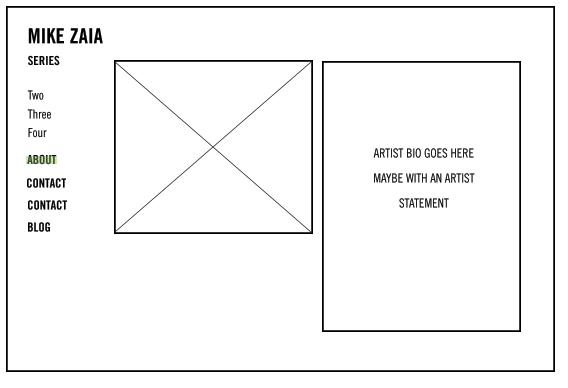 MIKE ZAIA
SERIES
Two
Three
Four
ABOUT
CONTACT
CONTACT
BLOG
ARTIST BIO GOES HERE
MAYBE WITH AN ARTIST
STATEMENT